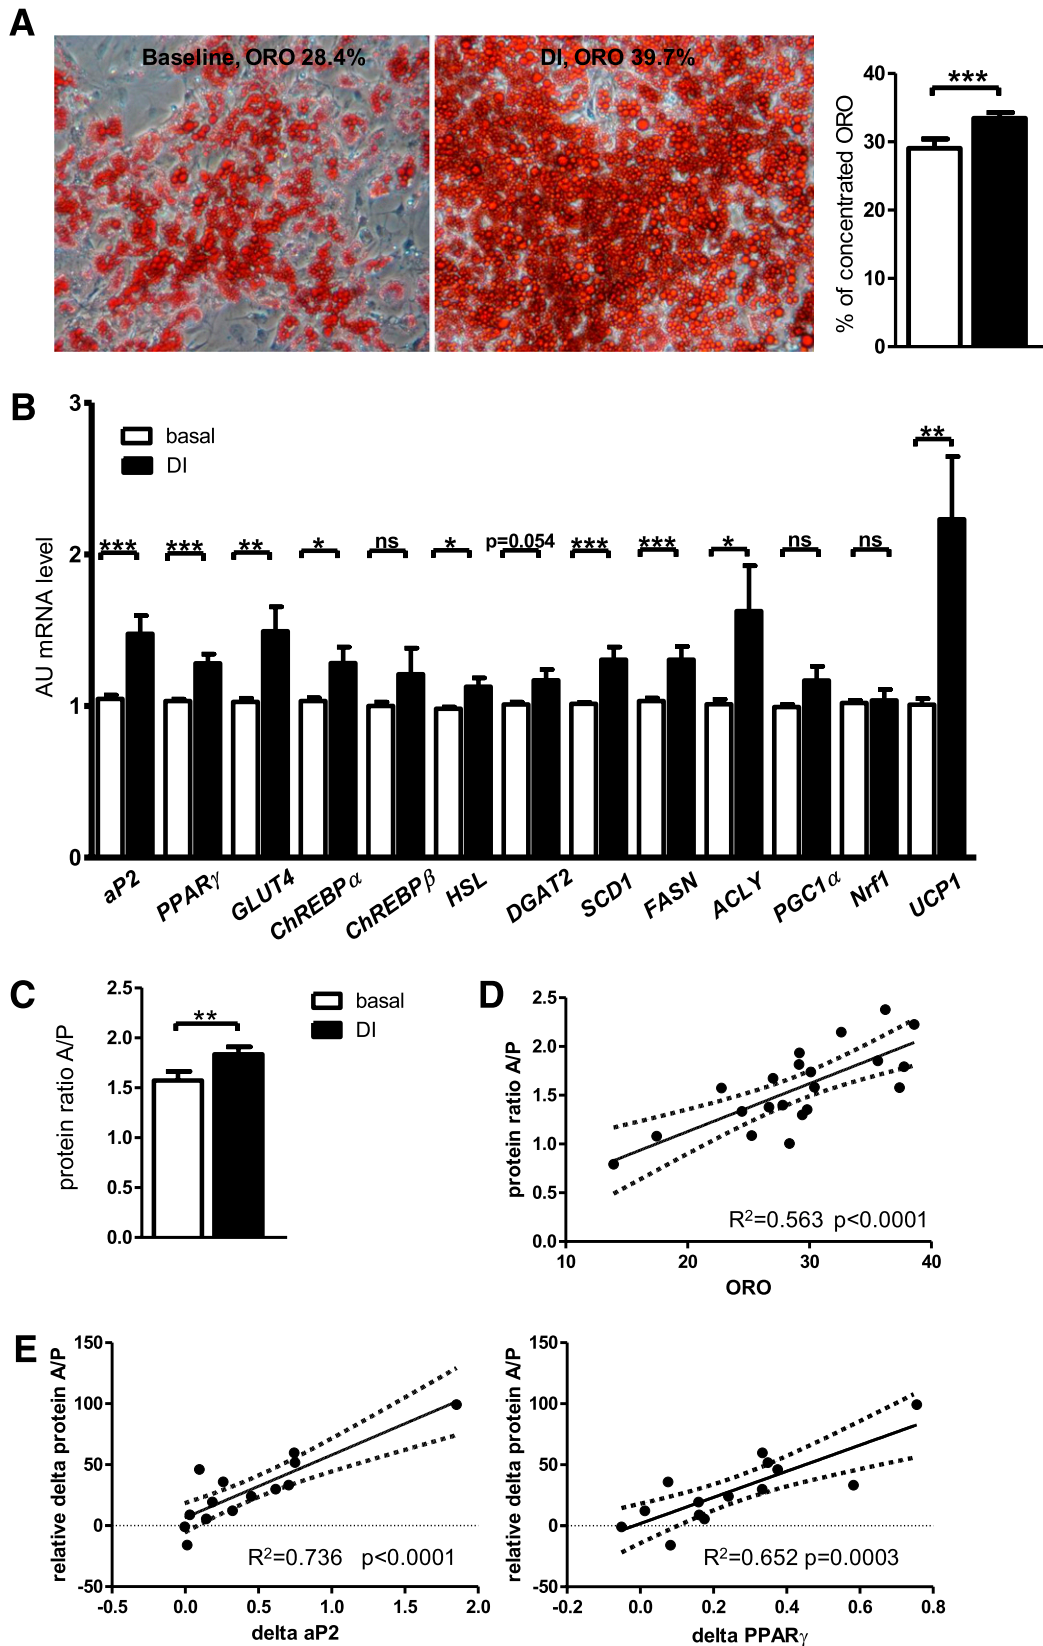 A
Baseline, ORO 28.4%
DI, ORO 39.7%
% of concentrated ORO
40
30
20
10
0
***
B
AU mRNA level
3
2
1
0
basal
DI
*** *** ** * ns * p=0.054 *** *** * ns ns **
aP2 PPARγ GLUT4 ChREBPα ChREBPβ HSL DGAT2 SCD1 FASN ACLY PGC1α Nrf1 UCP1
C
protein ratio A/P
2.5
2.0
1.5
1.0
0.5
0.0
**
basal
DI
D
protein ratio A/P
2.5
2.0
1.5
1.0
0.5
0.0
R²=0.563 p<0.0001
10 20 30 40
ORO
E
relative delta protein A/P
150
100
50
0
-50
R²=0.736 p<0.0001
-0.5 0.0 0.5 1.0 1.5 2.0
delta aP2
relative delta protein A/P
150
100
50
0
-50
R²=0.652 p=0.0003
-0.2 0.0 0.2 0.4 0.6 0.8
delta PPARγ